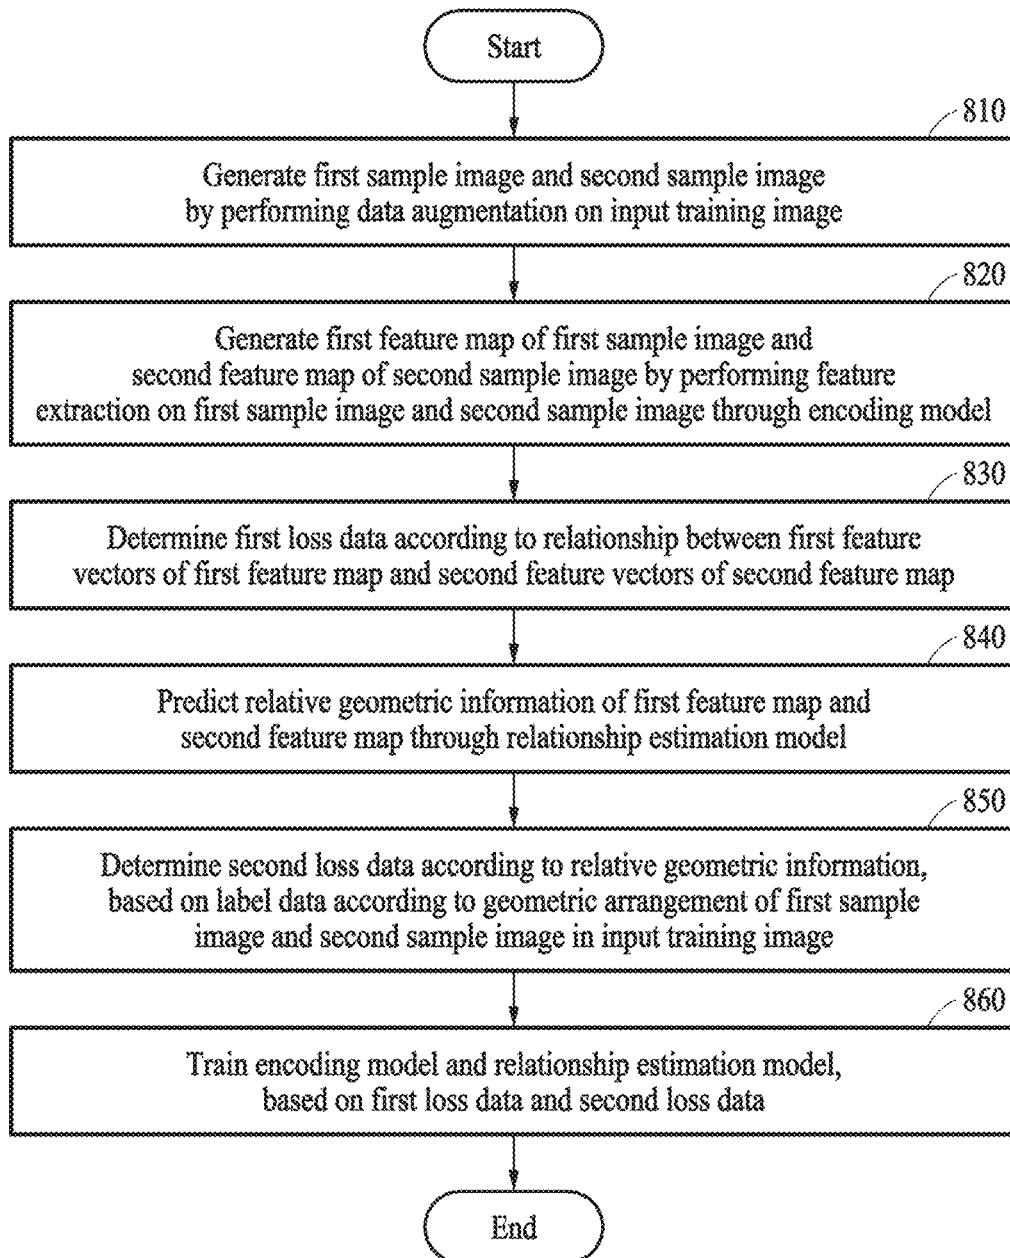 Start
810
Generate first sample image and second sample image
by performing data augmentation on input training image
820
Generate first feature map of first sample image and
second feature map of second sample image by performing feature
extraction on first sample image and second sample image through encoding model
830
Determine first loss data according to relationship between first feature
vectors of first feature map and second feature vectors of second feature map
840
Predict relative geometric information of first feature map and
second feature map through relationship estimation model
850
Determine second loss data according to relative geometric information,
based on label data according to geometric arrangement of first sample
image and second sample image in input training image
860
Train encoding model and relationship estimation model,
based on first loss data and second loss data
End